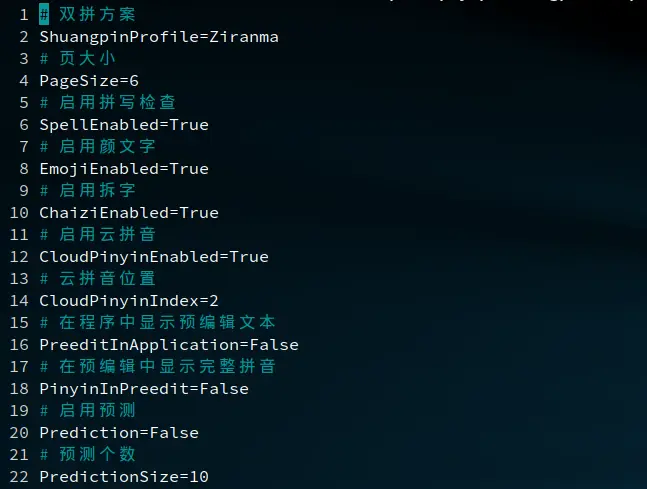 1 # 双拼方案
2 ShuangpinProfile=Ziranma
3 # 页大小
4 PageSize=6
5 # 启用拼写检查
6 SpellEnabled=True
7 # 启用颜文字
8 EmojiEnabled=True
9 # 启用拆字
10 ChaiziEnabled=True
11 # 启用云拼音
12 CloudPinyinEnabled=True
13 # 云拼音位置
14 CloudPinyinIndex=2
15 # 在程序中显示预编辑文本
16 PreeditInApplication=False
17 # 在预编辑中显示完整拼音
18 PinyinInPreedit=False
19 # 启用预测
20 Prediction=False
21 # 预测个数
22 PredictionSize=10